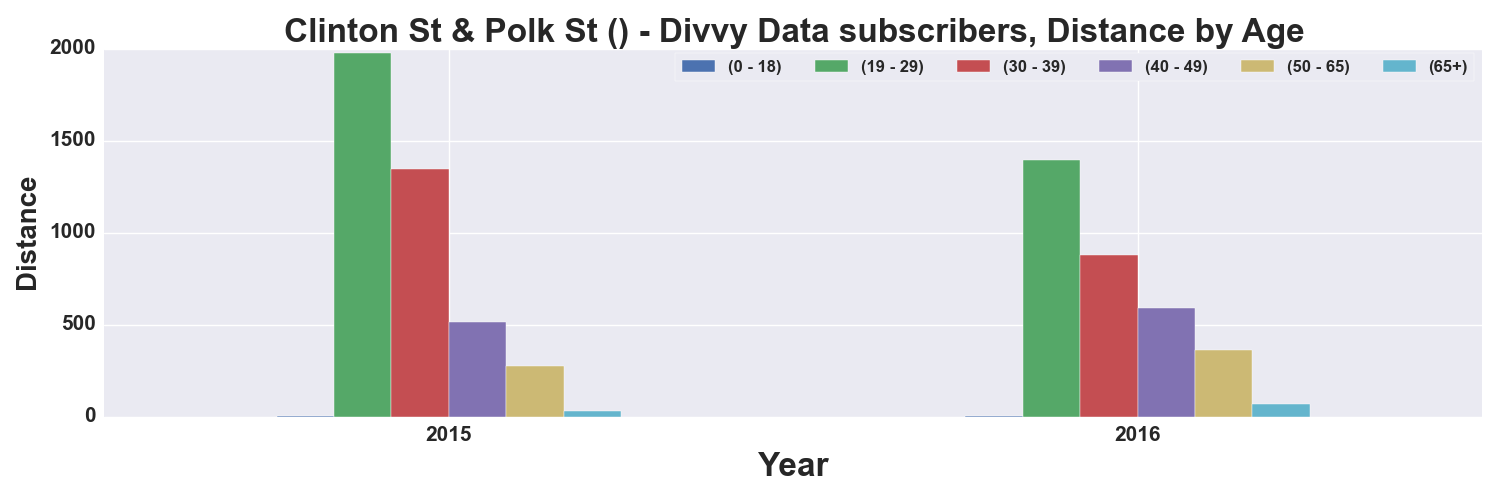 Clinton St & Polk St () - Divvy Data subscribers, Distance by Age
2000
(0 - 18) (19 - 29) (30 - 39) (40 - 49) (50 - 65) (65+)
1500
1000
500
0
Distance
2015 2016
Year